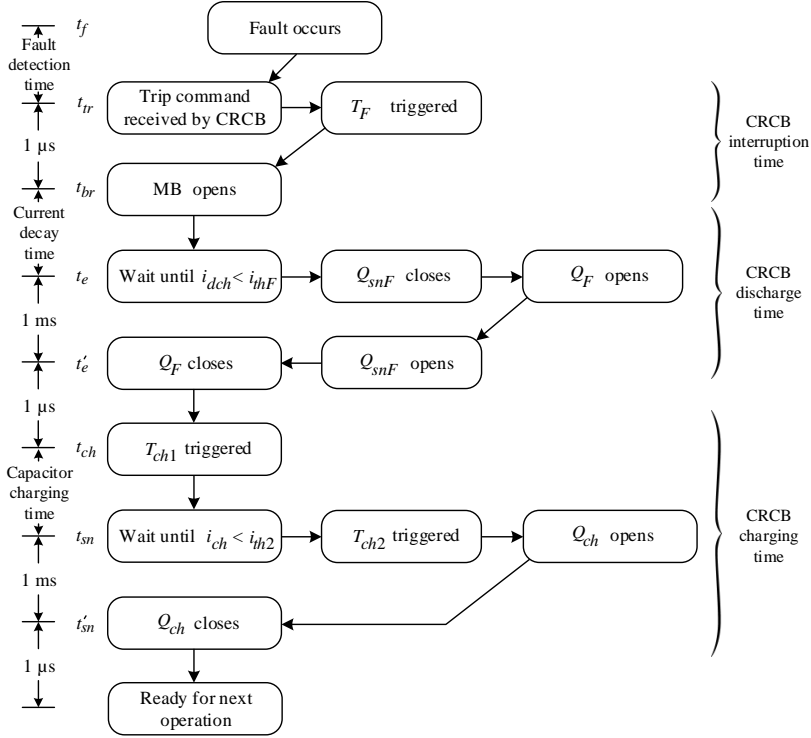 t_f
Fault occurs
Fault
detection
time
t_tr
Trip command
received by CRCB
T_F triggered
CRCB
interruption
time
1 µs
t_br
MB opens
Current
decay
time
t_e
Wait until i_dch < i_thF
Q_snF closes
Q_F opens
CRCB
discharge
time
1 ms
t'_e
Q_F closes
Q_snF opens
1 µs
t_ch
T_ch1 triggered
Capacitor
charging
time
t_sn
Wait until i_ch < i_th2
T_ch2 triggered
Q_ch opens
CRCB
charging
time
1 ms
t'_sn
Q_ch closes
1 µs
Ready for next
operation